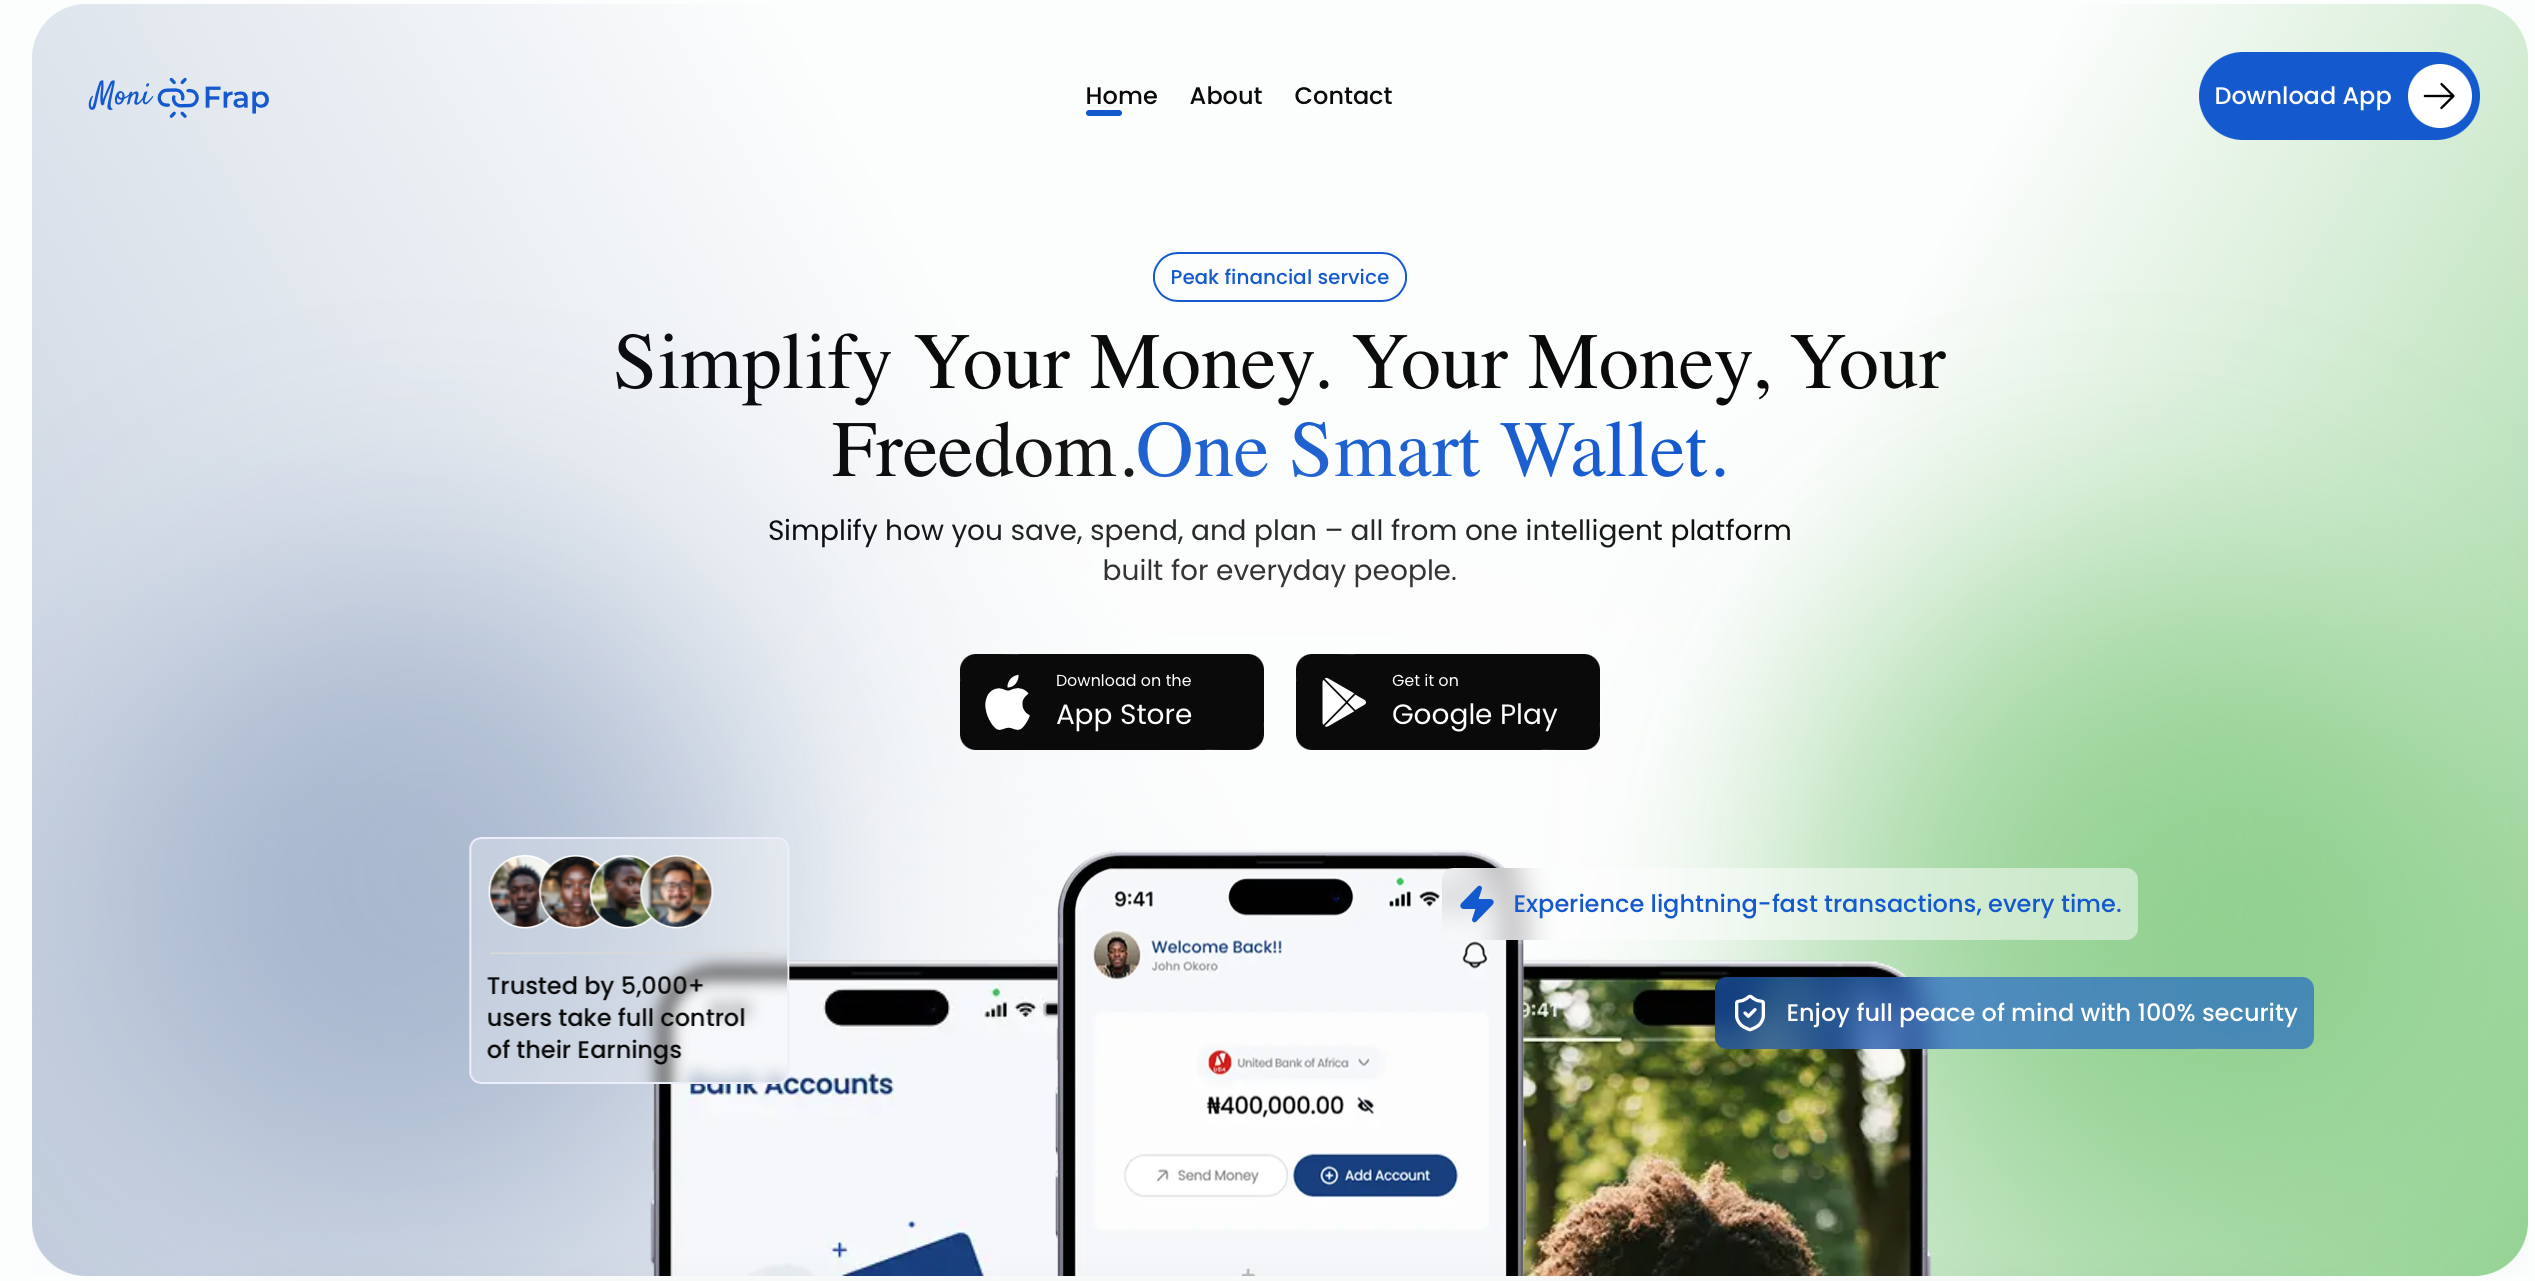 Moni Frap
Home About Contact
Download App
Peak financial service
Simplify Your Money. Your Money, Your
Freedom.One Smart Wallet.
Simplify how you save, spend, and plan – all from one intelligent platform
built for everyday people.
Download on the
App Store
Get it on
Google Play
Trusted by 5,000+
users take full control
of their Earnings
Bank Accounts
9:41
Welcome Back!!
John Okoro
United Bank of Africa
UBA
₦400,000.00
Send Money
Add Account
Experience lightning-fast transactions, every time.
9:41
Enjoy full peace of mind with 100% security